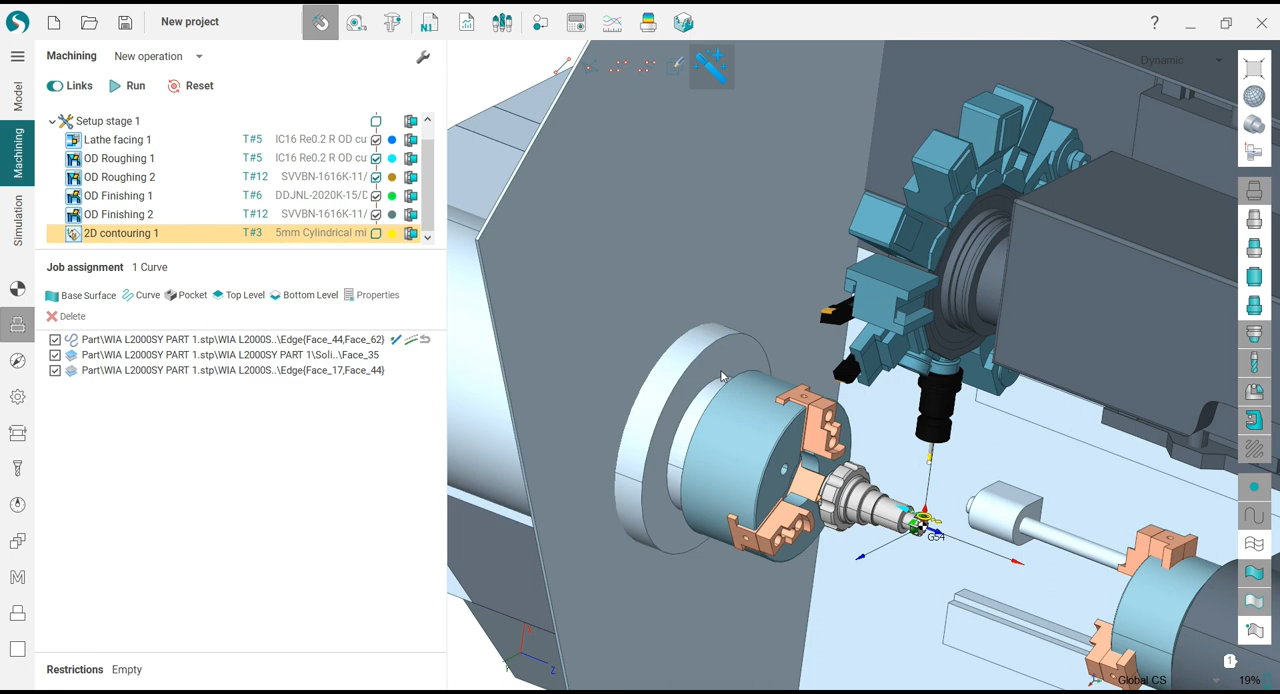 New project
Machining New operation
Links Run Reset
Setup stage 1
Lathe facing 1 T#5 IC16 Re0.2 R OD cu
OD Roughing 1 T#5 IC16 Re0.2 R OD cu
OD Roughing 2 T#12 SVVBN-1616K-11/
OD Finishing 1 T#6 DDJNL-2020K-15/D
OD Finishing 2 T#12 SVVBN-1616K-11/
2D contouring 1 T#3 5mm Cylindrical mi
Job assignment 1 Curve
Base Surface Curve Pocket Top Level Bottom Level Properties
Delete
Part\WIA L2000SY PART 1.stp\WIA L2000S..\Edge{Face_44,Face_62}
Part\WIA L2000SY PART 1.stp\WIA L2000SY PART 1\Soli..\Face_35
Part\WIA L2000SY PART 1.stp\WIA L2000S..\Edge{Face_17,Face_44}
Restrictions Empty
Model
Machining
Simulation
Dynamic
G54
X
Y
Z
1
Global CS 19%